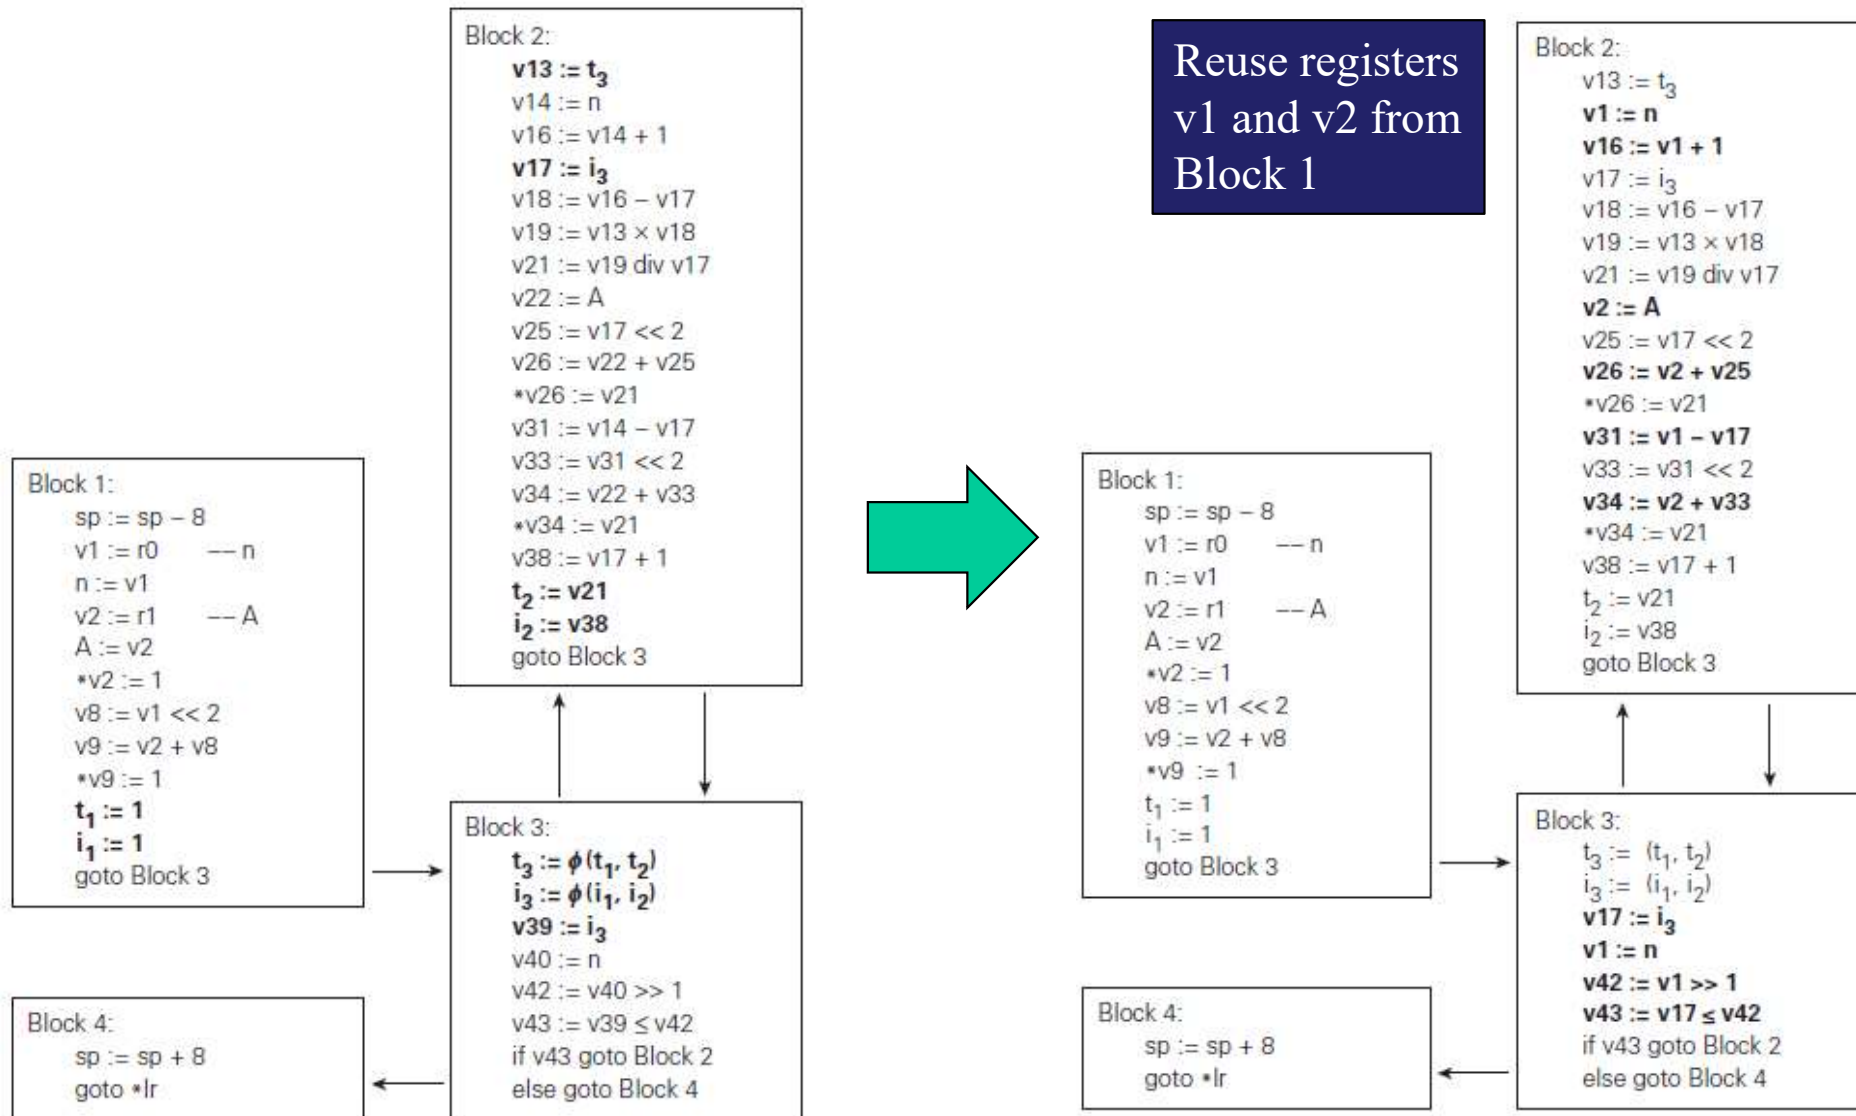 Block 1:
sp := sp – 8
v1 := r0 –– n
n := v1
v2 := r1 –– A
A := v2
*v2 := 1
v8 := v1 << 2
v9 := v2 + v8
*v9 := 1
t₁ := 1
i₁ := 1
goto Block 3
Block 2:
v13 := t₃
v14 := n
v16 := v14 + 1
v17 := i₃
v18 := v16 – v17
v19 := v13 × v18
v21 := v19 div v17
v22 := A
v25 := v17 << 2
v26 := v22 + v25
*v26 := v21
v31 := v14 – v17
v33 := v31 << 2
v34 := v22 + v33
*v34 := v21
v38 := v17 + 1
t₂ := v21
i₂ := v38
goto Block 3
Block 3:
t₃ := ϕ(t₁, t₂)
i₃ := ϕ(i₁, i₂)
v39 := i₃
v40 := n
v42 := v40 >> 1
v43 := v39 ≤ v42
if v43 goto Block 2
else goto Block 4
Block 4:
sp := sp + 8
goto *lr
Reuse registers
v1 and v2 from
Block 1
Block 1:
sp := sp – 8
v1 := r0 –– n
n := v1
v2 := r1 –– A
A := v2
*v2 := 1
v8 := v1 << 2
v9 := v2 + v8
*v9 := 1
t₁ := 1
i₁ := 1
goto Block 3
Block 2:
v13 := t₃
v1 := n
v16 := v1 + 1
v17 := i₃
v18 := v16 – v17
v19 := v13 × v18
v21 := v19 div v17
v2 := A
v25 := v17 << 2
v26 := v2 + v25
*v26 := v21
v31 := v1 – v17
v33 := v31 << 2
v34 := v2 + v33
*v34 := v21
v38 := v17 + 1
t₂ := v21
i₂ := v38
goto Block 3
Block 3:
t₃ := (t₁, t₂)
i₃ := (i₁, i₂)
v17 := i₃
v1 := n
v42 := v1 >> 1
v43 := v17 ≤ v42
if v43 goto Block 2
else goto Block 4
Block 4:
sp := sp + 8
goto *lr